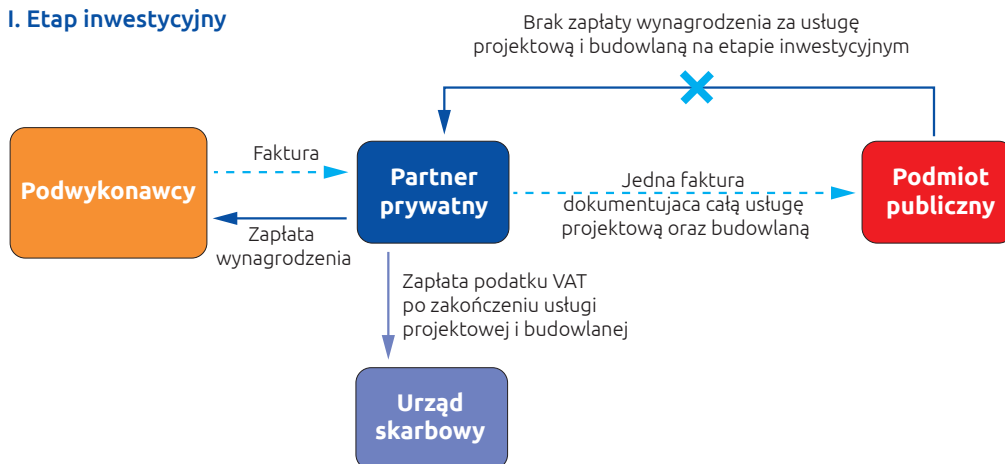 I. Etap inwestycyjny
Brak zapłaty wynagrodzenia za usługę
projektową i budowlaną na etapie inwestycyjnym
Podwykonawcy
Faktura
Zapłata
wynagrodzenia
Partner
prywatny
Jedna faktura
dokumentujaca całą usługę
projektową oraz budowlaną
Podmiot
publiczny
Zapłata podatku VAT
po zakończeniu usługi
projektowej i budowlanej
Urząd
skarbowy